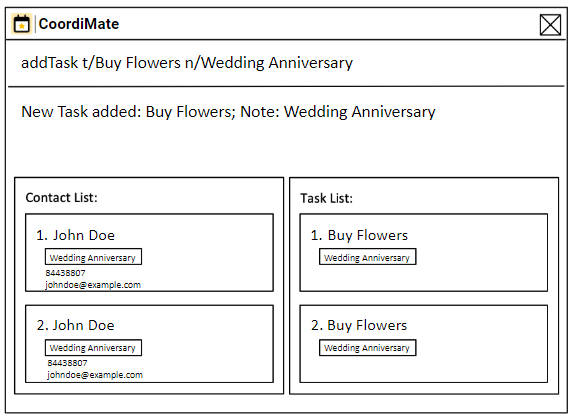 CoordiMate
addTask t/Buy Flowers n/Wedding Anniversary
New Task added: Buy Flowers; Note: Wedding Anniversary
Contact List:
1. John Doe
Wedding Anniversary
84438807
johndoe@example.com
2. John Doe
Wedding Anniversary
84438807
johndoe@example.com
Task List:
1. Buy Flowers
Wedding Anniversary
2. Buy Flowers
Wedding Anniversary